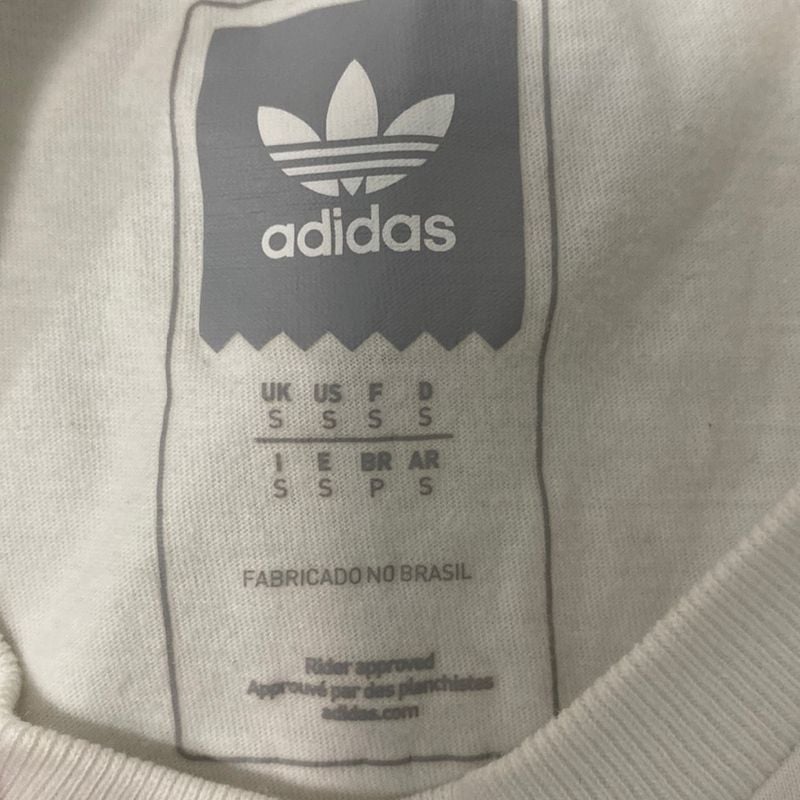 adidas
UK US F D
S S S S
I E BR AR
S S P S
FABRICADO NO BRASIL
Rider approved
Approuvé par des planchistes
adidas.com